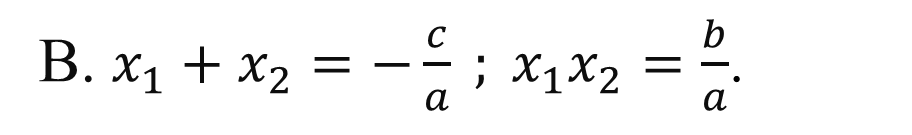 B. x₁ + x₂ = −c/a ; x₁x₂ = b/a.